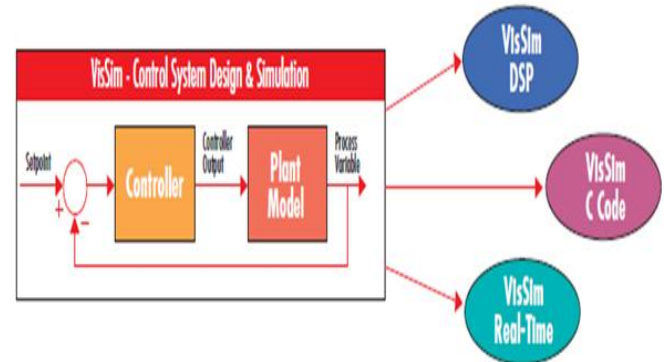 VisSim - Control System Design & Simulation
Setpoint
+
−
Controller
Controller
Output
Plant
Model
Process
Variable
VisSim
DSP
VisSim
C Code
VisSim
Real-Time